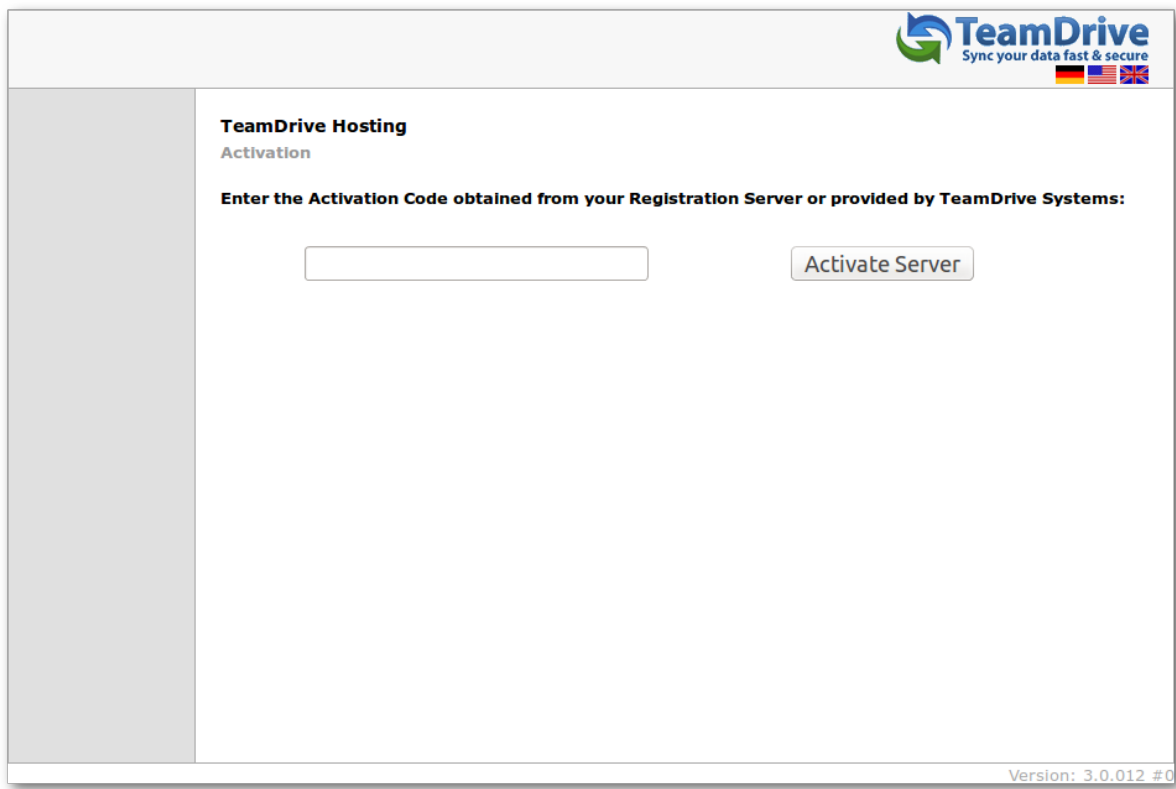 TeamDrive
Sync your data fast & secure
TeamDrive Hosting
Activation
Enter the Activation Code obtained from your Registration Server or provided by TeamDrive Systems:
Activate Server
Version: 3.0.012 #0